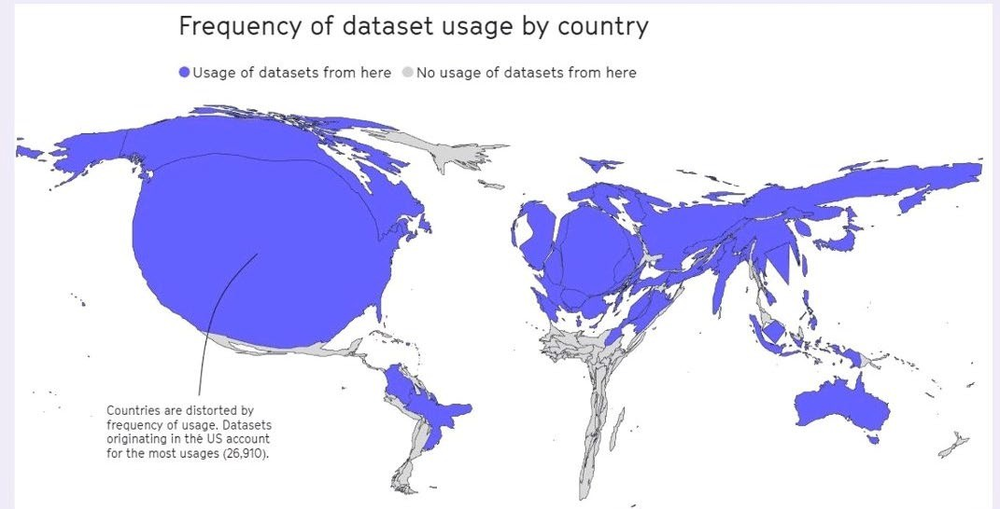 Frequency of dataset usage by country
Usage of datasets from here No usage of datasets from here
Countries are distorted by
frequency of usage. Datasets
originating in the US account
for the most usages (26,910).